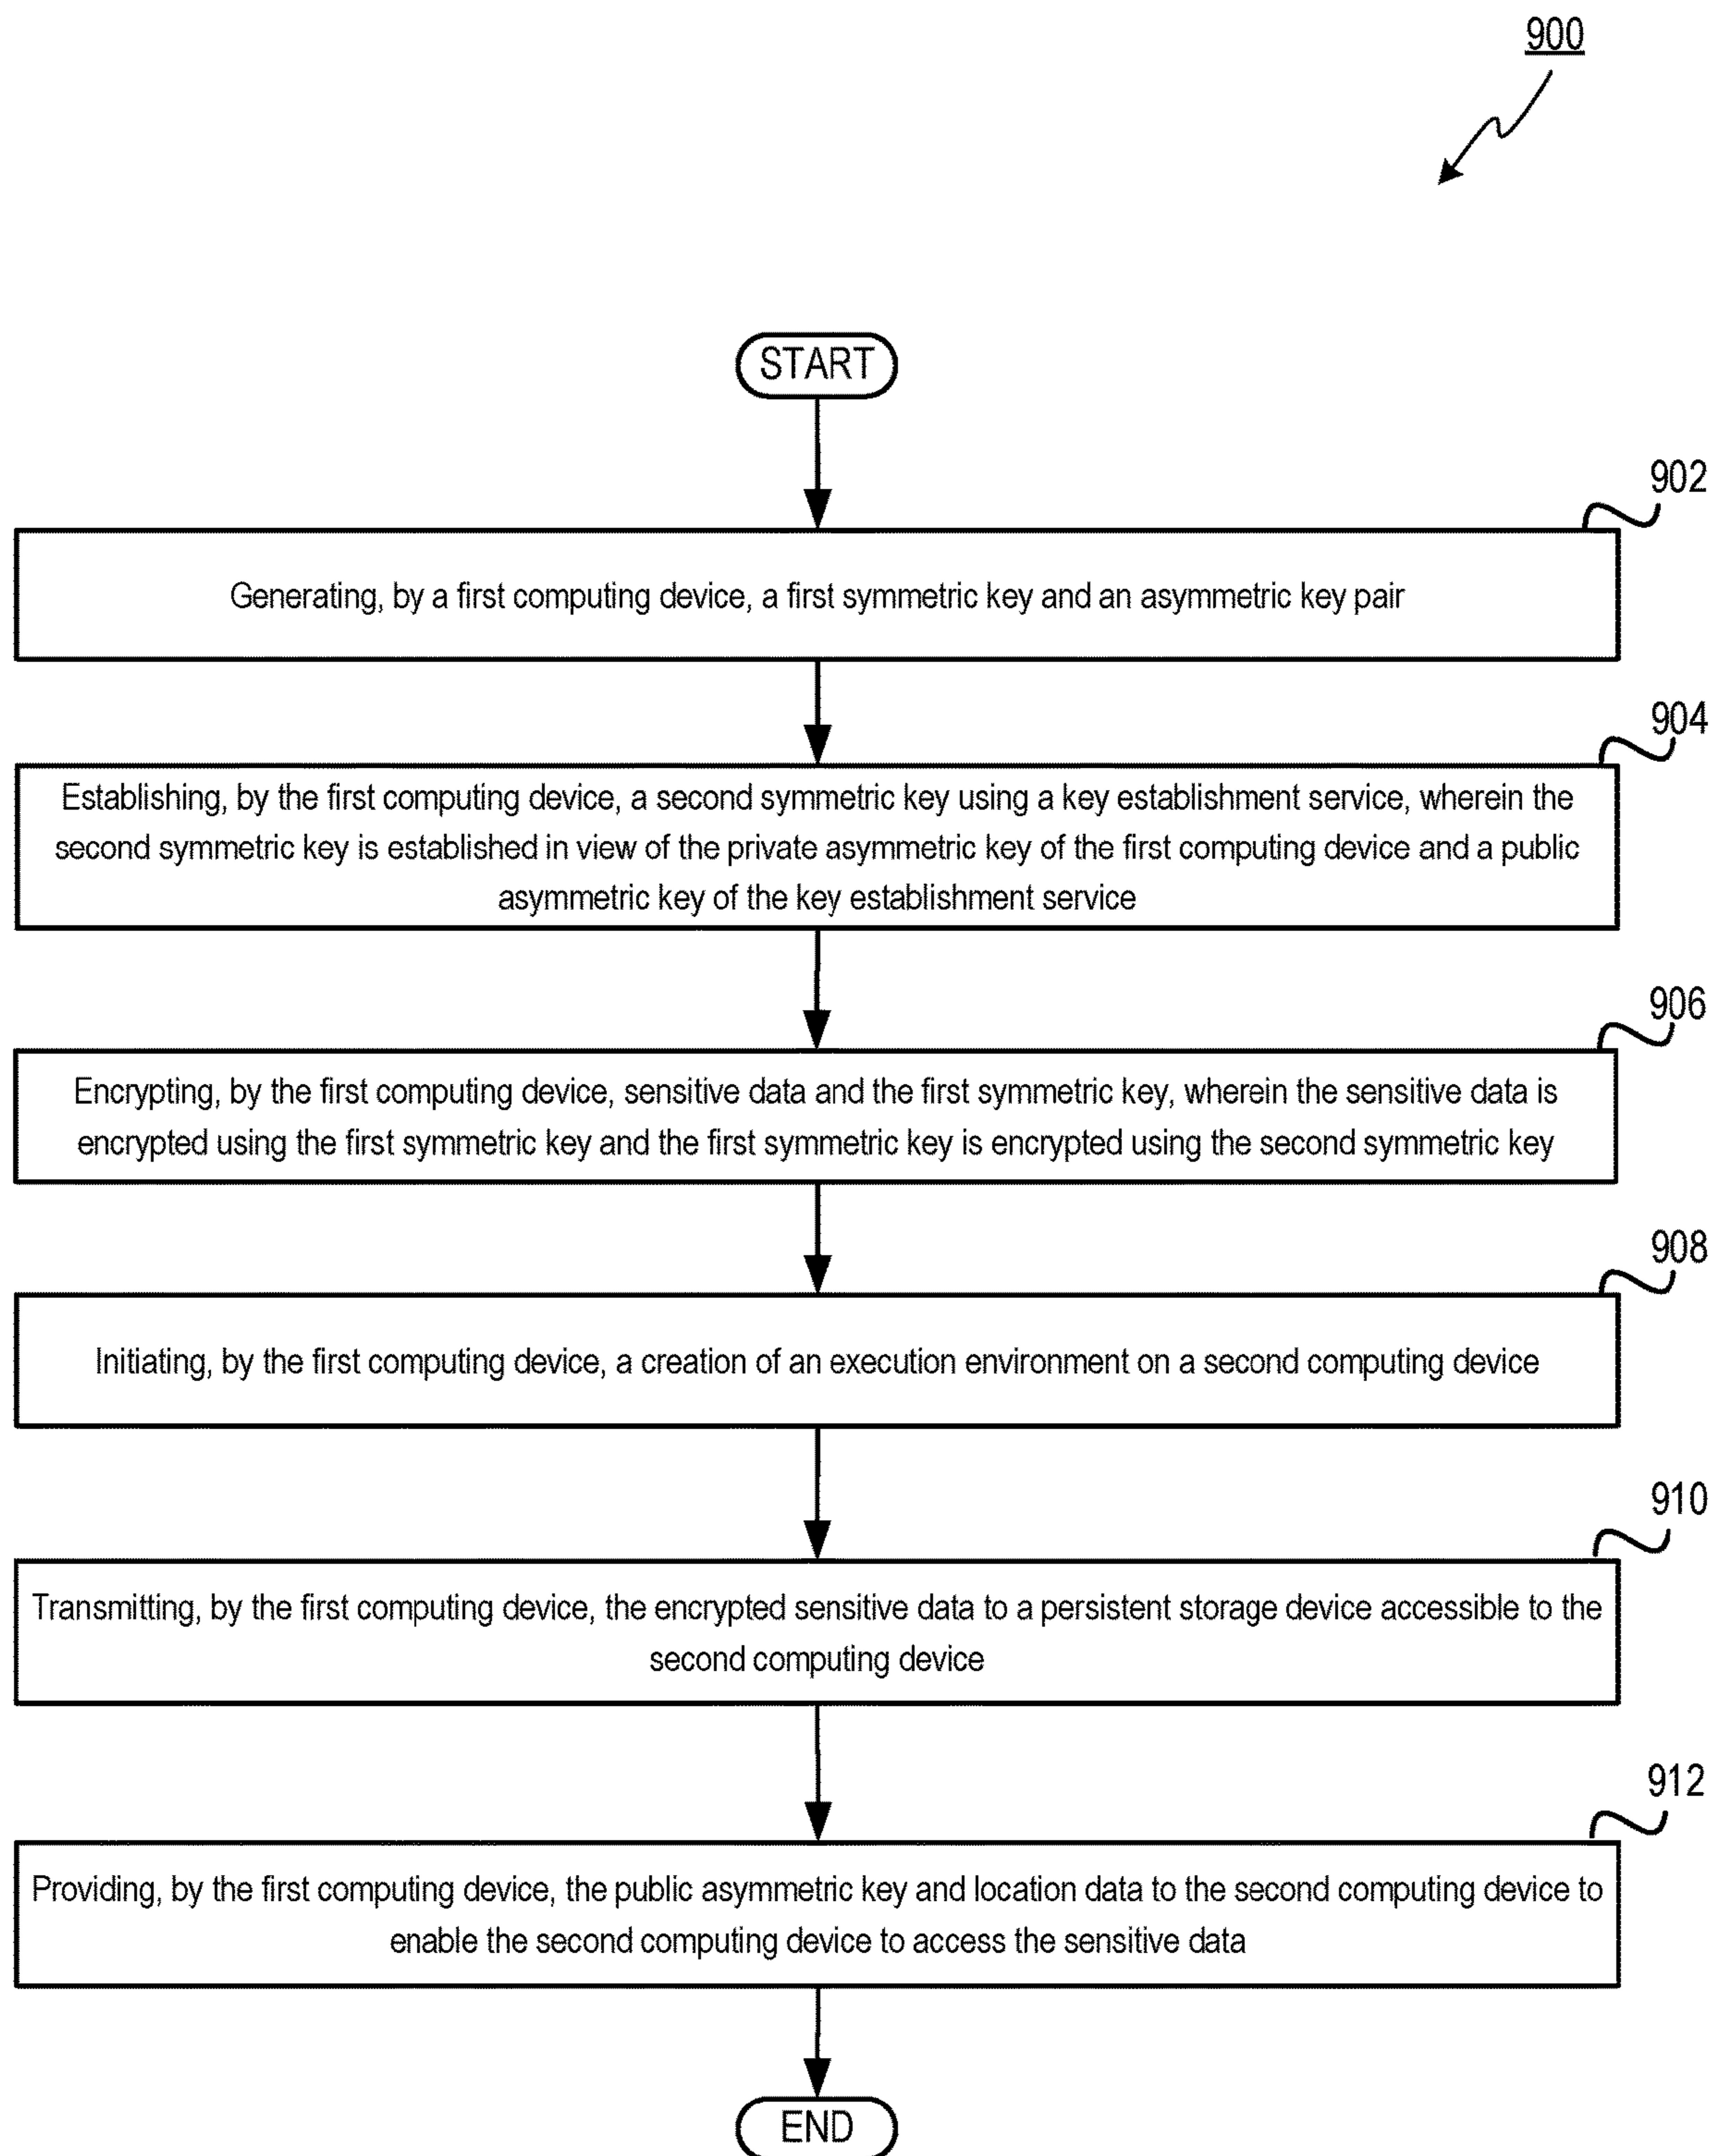 900
START
902
Generating, by a first computing device, a first symmetric key and an asymmetric key pair
904
Establishing, by the first computing device, a second symmetric key using a key establishment service, wherein the
second symmetric key is established in view of the private asymmetric key of the first computing device and a public
asymmetric key of the key establishment service
906
Encrypting, by the first computing device, sensitive data and the first symmetric key, wherein the sensitive data is
encrypted using the first symmetric key and the first symmetric key is encrypted using the second symmetric key
908
Initiating, by the first computing device, a creation of an execution environment on a second computing device
910
Transmitting, by the first computing device, the encrypted sensitive data to a persistent storage device accessible to the
second computing device
912
Providing, by the first computing device, the public asymmetric key and location data to the second computing device to
enable the second computing device to access the sensitive data
END